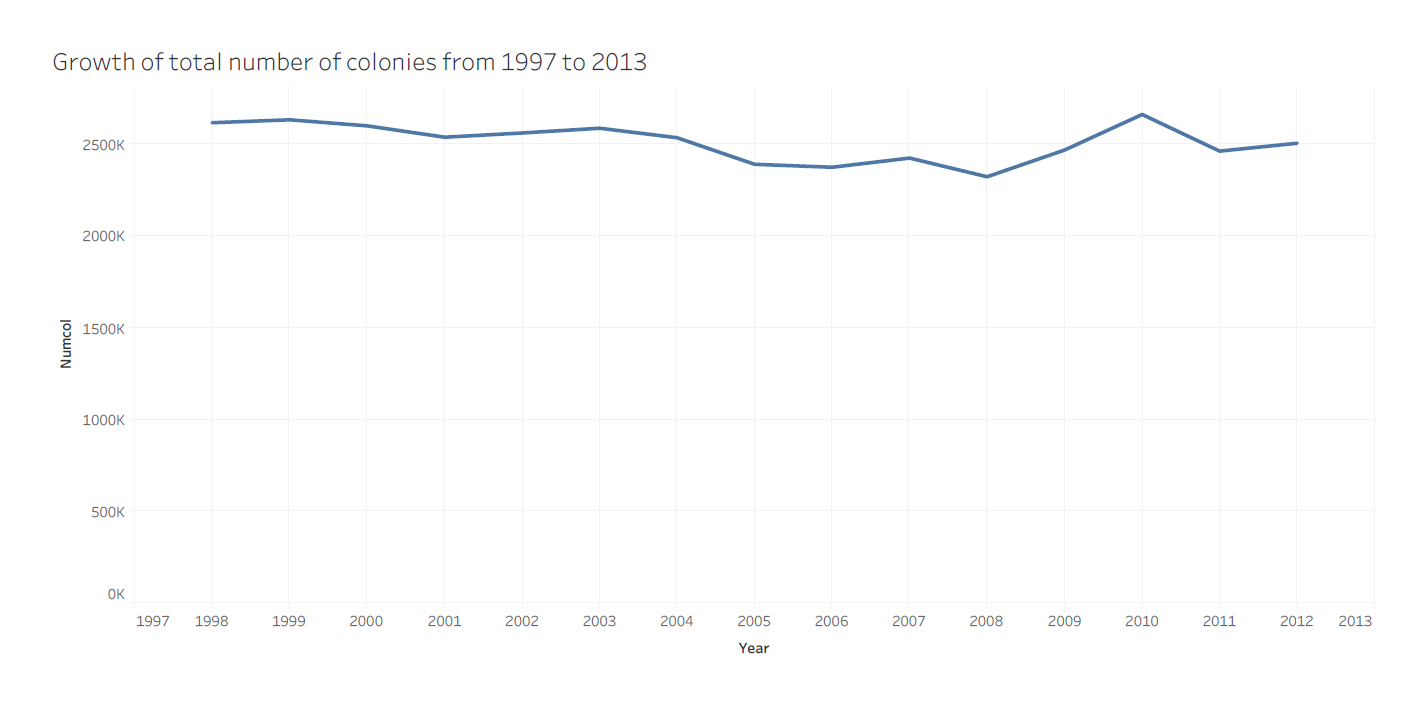 Growth of total number of colonies from 1997 to 2013
2500K
2000K
1500K
1000K
500K
0K
Numcol
1997 1998 1999 2000 2001 2002 2003 2004 2005 2006 2007 2008 2009 2010 2011 2012 2013
Year